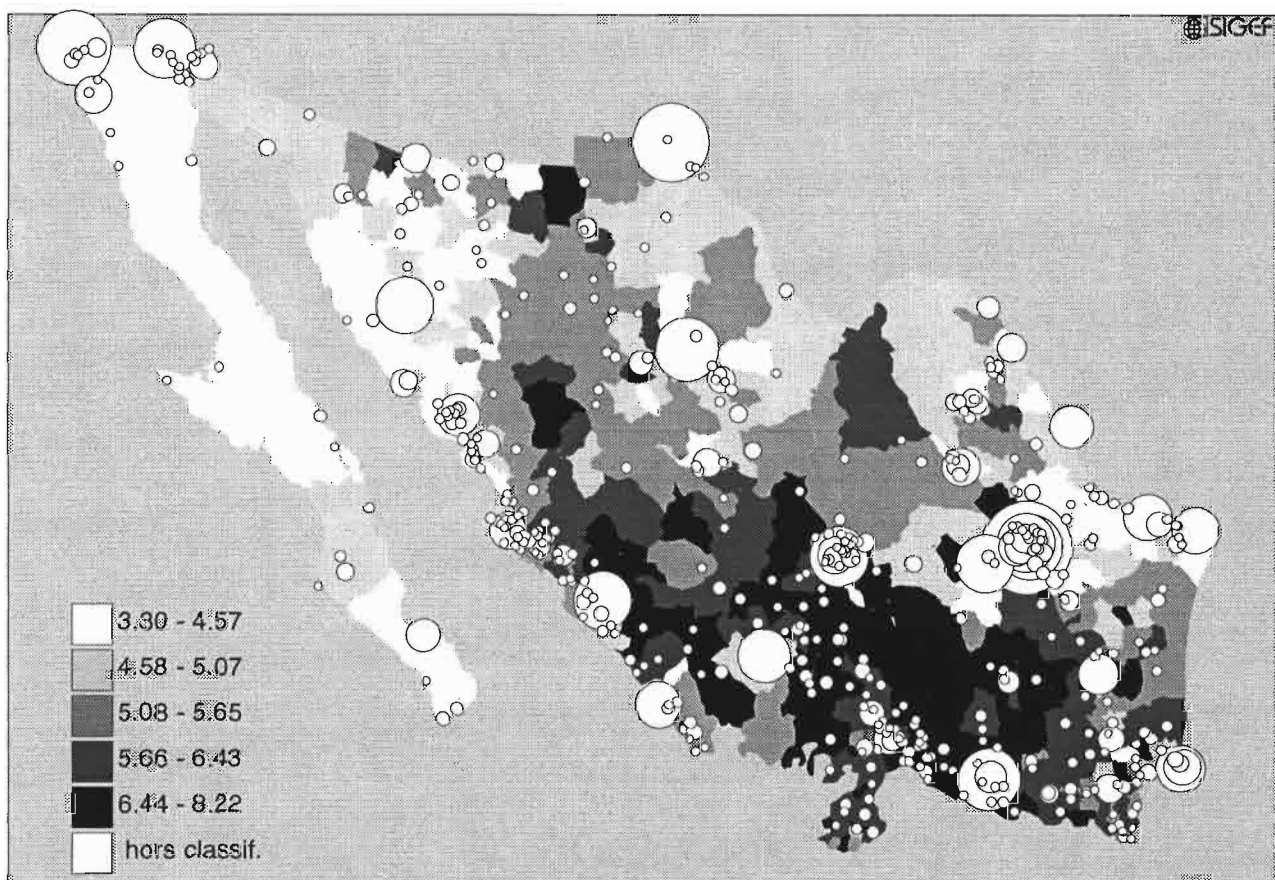 SIGEF
3.30 - 4.57
4.58 - 5.07
5.08 - 5.65
5.66 - 6.43
6.44 - 8.22
hors classif.